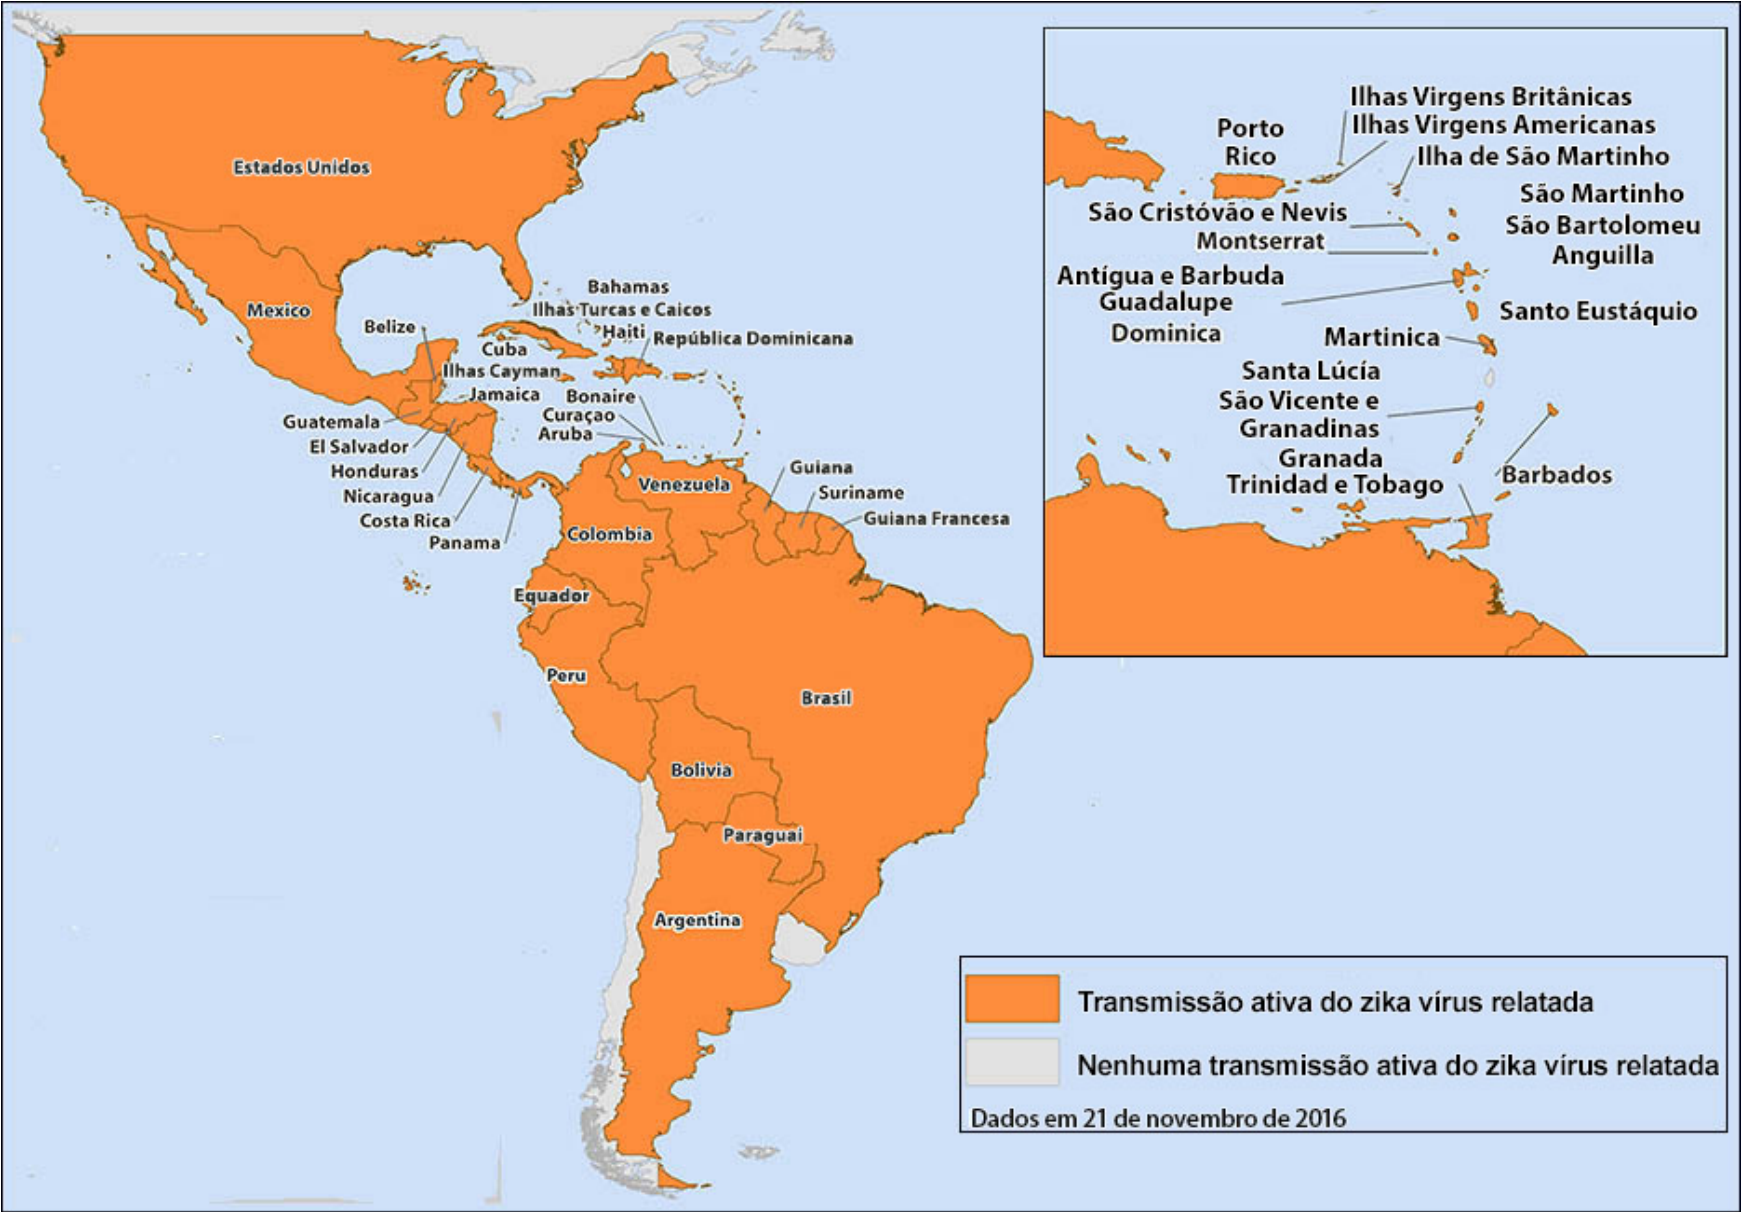 Estados Unidos
Mexico
Bahamas
Ilhas Turcas e Caicos
Haiti
República Dominicana
Belize
Cuba
Ilhas Cayman
Jamaica
Bonaire
Curaçao
Aruba
Guatemala
El Salvador
Honduras
Nicaragua
Costa Rica
Panama
Venezuela
Guiana
Suriname
Guiana Francesa
Colombia
Equador
Peru
Brasil
Bolivia
Paraguai
Argentina
Ilhas Virgens Britânicas
Ilhas Virgens Americanas
Porto
Rico
Ilha de São Martinho
São Martinho
São Cristóvão e Nevis
São Bartolomeu
Montserrat
Anguilla
Antígua e Barbuda
Guadalupe
Santo Eustáquio
Dominica
Martinica
Santa Lúcía
São Vicente e
Granadinas
Granada
Trinidad e Tobago
Barbados
Transmissão ativa do zika vírus relatada
Nenhuma transmissão ativa do zika vírus relatada
Dados em 21 de novembro de 2016